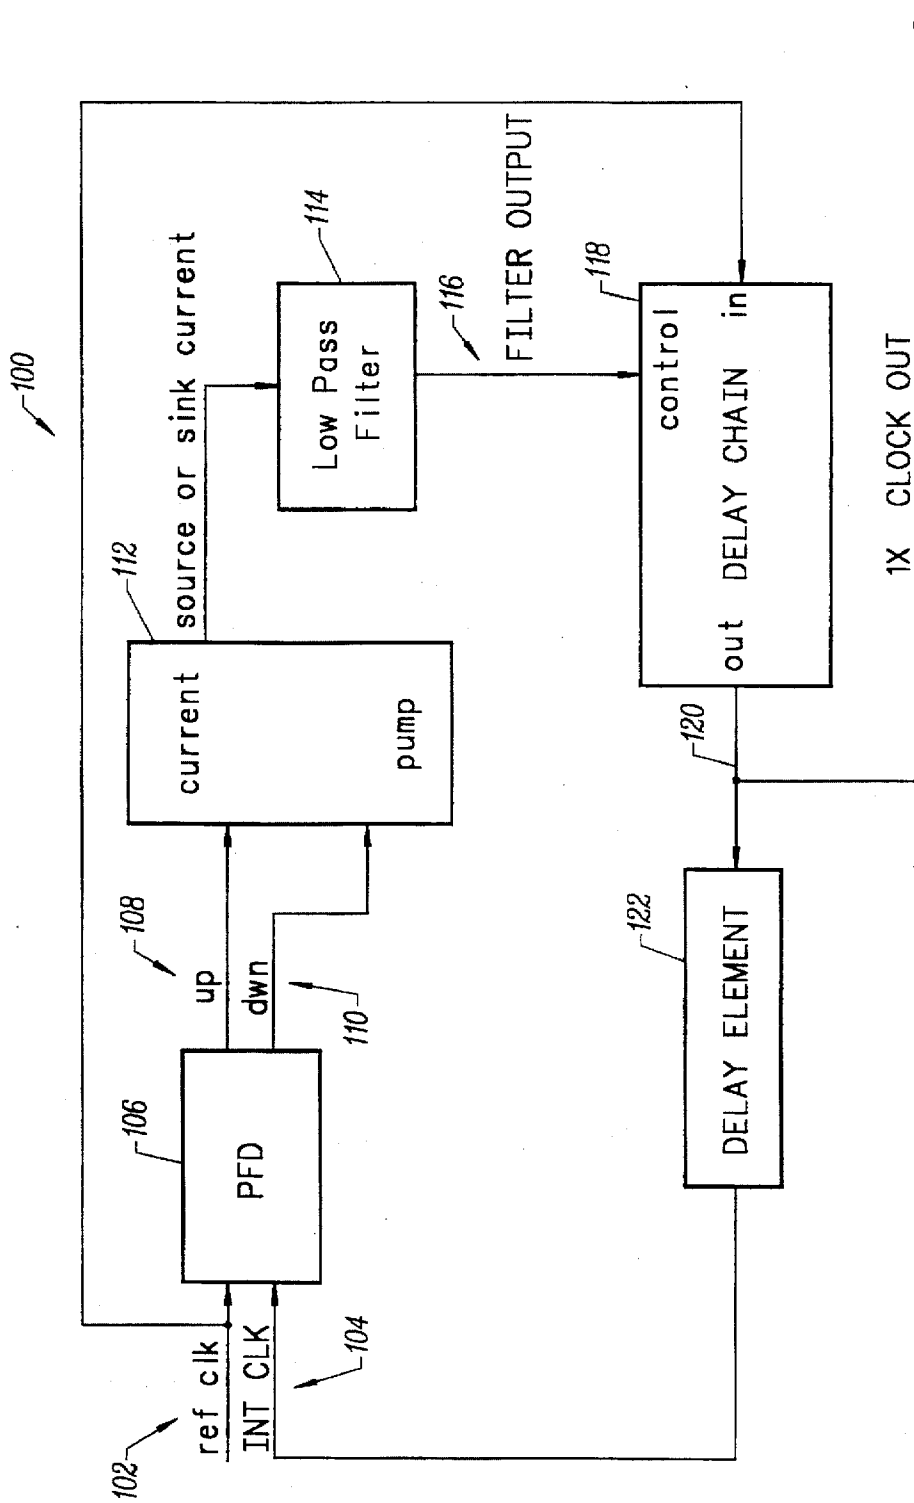 100
102
ref clk
INT CLK
104
106
PFD
108
up
dwn
110
112
current
pump
source or sink current
114
Low Pass
Filter
116
FILTER OUTPUT
118
control
out DELAY CHAIN in
120
1X CLOCK OUT
122
DELAY ELEMENT